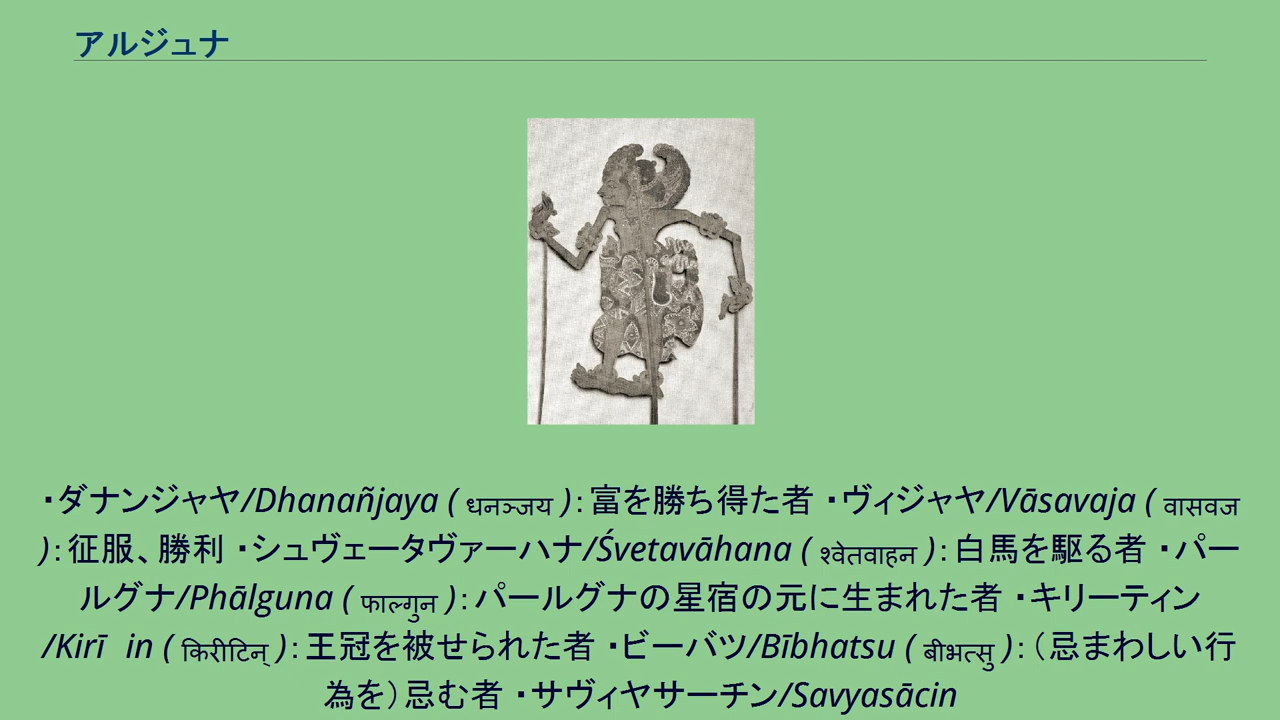 アルジュナ
・ダナンジャヤ/Dhanañjaya ( धनञ्जय ): 富を勝ち得た者 ・ヴィジャヤ/Vāsavaja ( वासवज
): 征服、勝利 ・シュヴェータヴァーハナ/Śvetavāhana ( श्वेतवाहन ): 白馬を駆る者 ・パー
ルグナ/Phālguna ( फाल्गुन ): パールグナの星宿の元に生まれた者 ・キリーティン
/Kirī in ( किरीटिन् ): 王冠を被せられた者 ・ビーバツ/Bībhatsu ( बीभत्सु ): （忌まわしい行
為を）忌む者 ・サヴィヤサーチン/Savyasācin